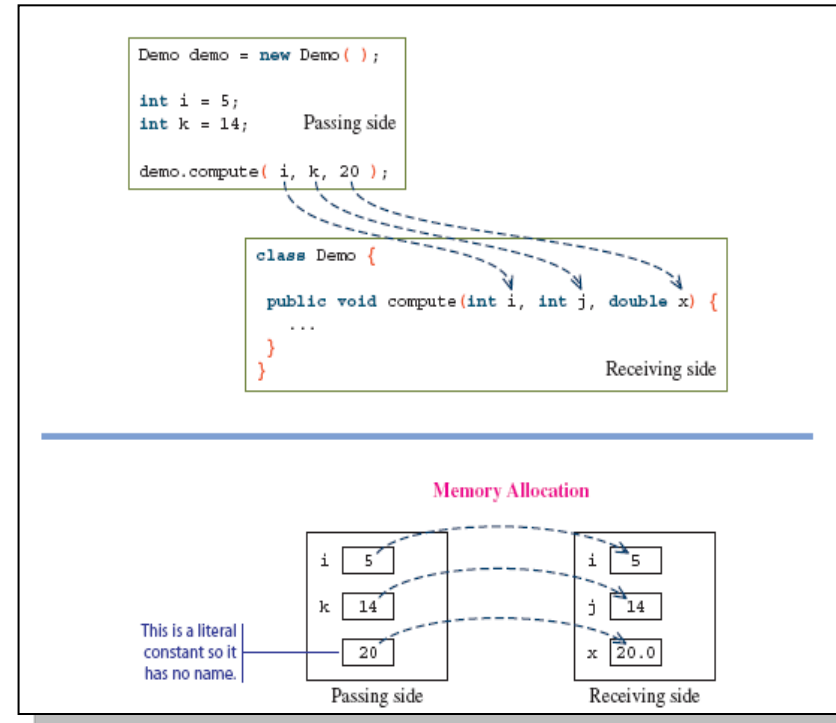 Demo demo = new Demo( );
int i = 5;
int k = 14;
Passing side
demo.compute( i, k, 20 );
class Demo {
public void compute(int i, int j, double x) {
...
}
}
Receiving side
Memory Allocation
i 5
k 14
20
This is a literal
constant so it
has no name.
Passing side
i 5
j 14
x 20.0
Receiving side